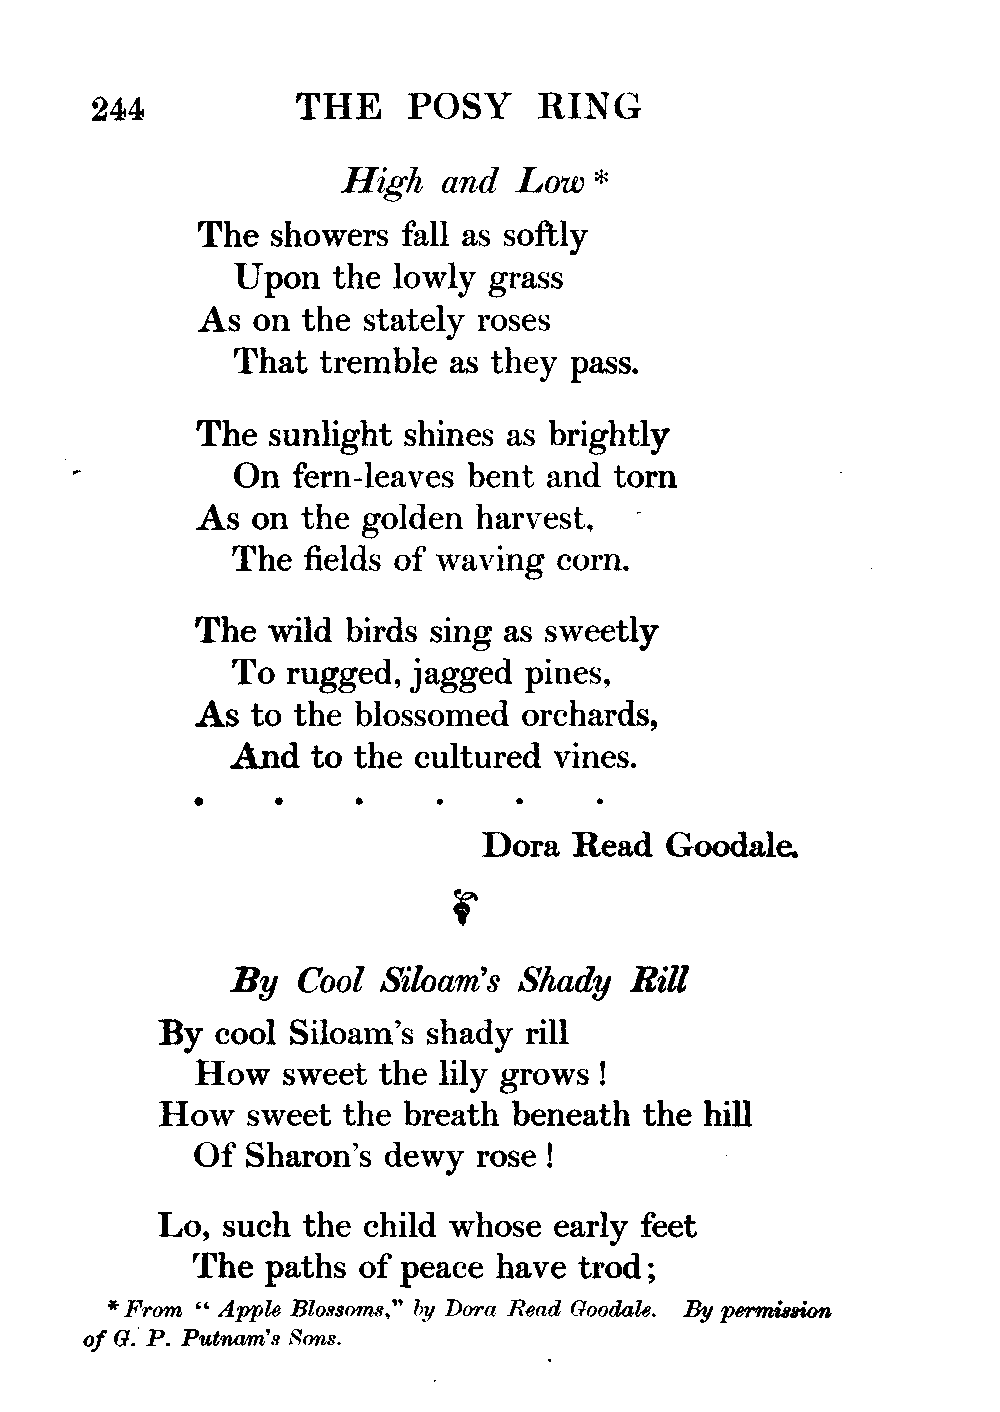 244 THE POSY RING
High and Low *
The showers fall as softly
Upon the lowly grass
As on the stately roses
That tremble as they pass.
The sunlight shines as brightly
On fern-leaves bent and torn
As on the golden harvest,
The fields of waving corn.
The wild birds sing as sweetly
To rugged, jagged pines,
As to the blossomed orchards,
And to the cultured vines.
. . . . . .
Dora Read Goodale.
By Cool Siloam's Shady Rill
By cool Siloam's shady rill
How sweet the lily grows !
How sweet the breath beneath the hill
Of Sharon's dewy rose !
Lo, such the child whose early feet
The paths of peace have trod ;
* From " Apple Blossoms," by Dora Read Goodale. By permission
of G. P. Putnam's Sons.